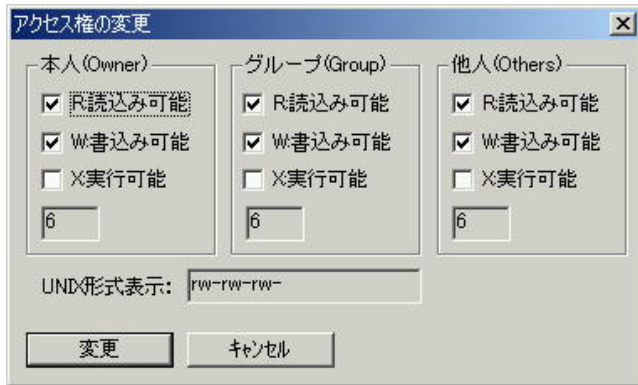 アクセス権の変更
本人(Owner) グループ(Group) 他人(Others)
R:読込み可能 R:読込み可能 R:読込み可能
W:書込み可能 W:書込み可能 W:書込み可能
X:実行可能 X:実行可能 X:実行可能
6 6 6
UNIX形式表示: rw-rw-rw-
変更 ｷｬﾝｾﾙ